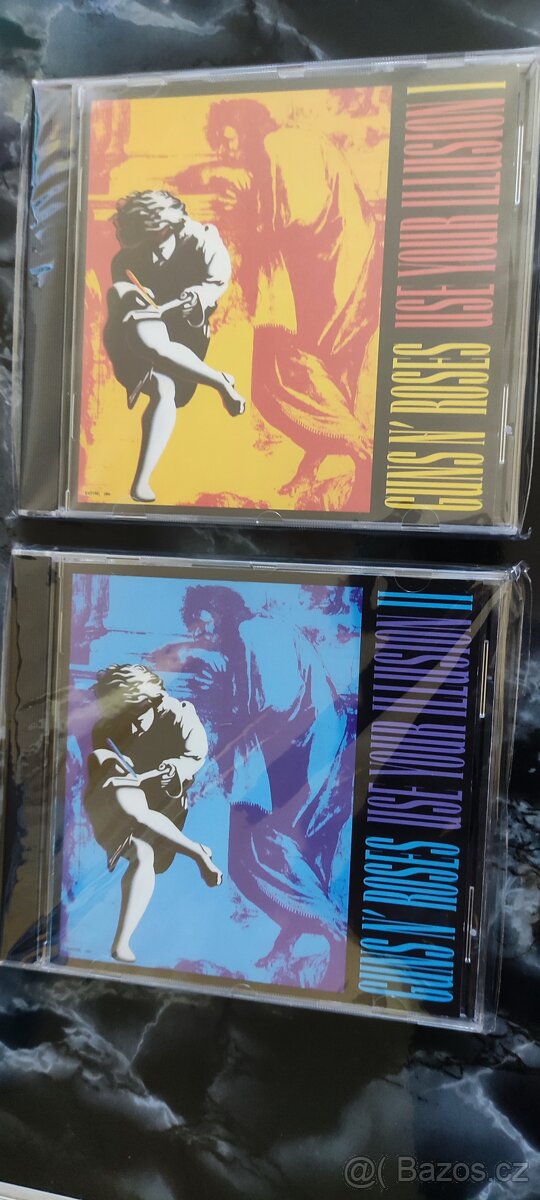 GUNS N' ROSES USE YOUR ILLUSION I
GUNS N' ROSES USE YOUR ILLUSION II
@( Bazos.cz